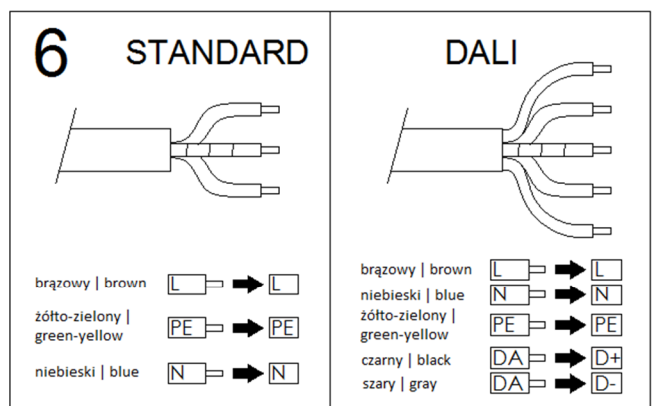 6 STANDARD
brązowy | brown L L
żółto-zielony |
green-yellow PE PE
niebieski | blue N N
DALI
brązowy | brown L L
niebieski | blue N N
żółto-zielony |
green-yellow PE PE
czarny | black DA D+
szary | gray DA D-